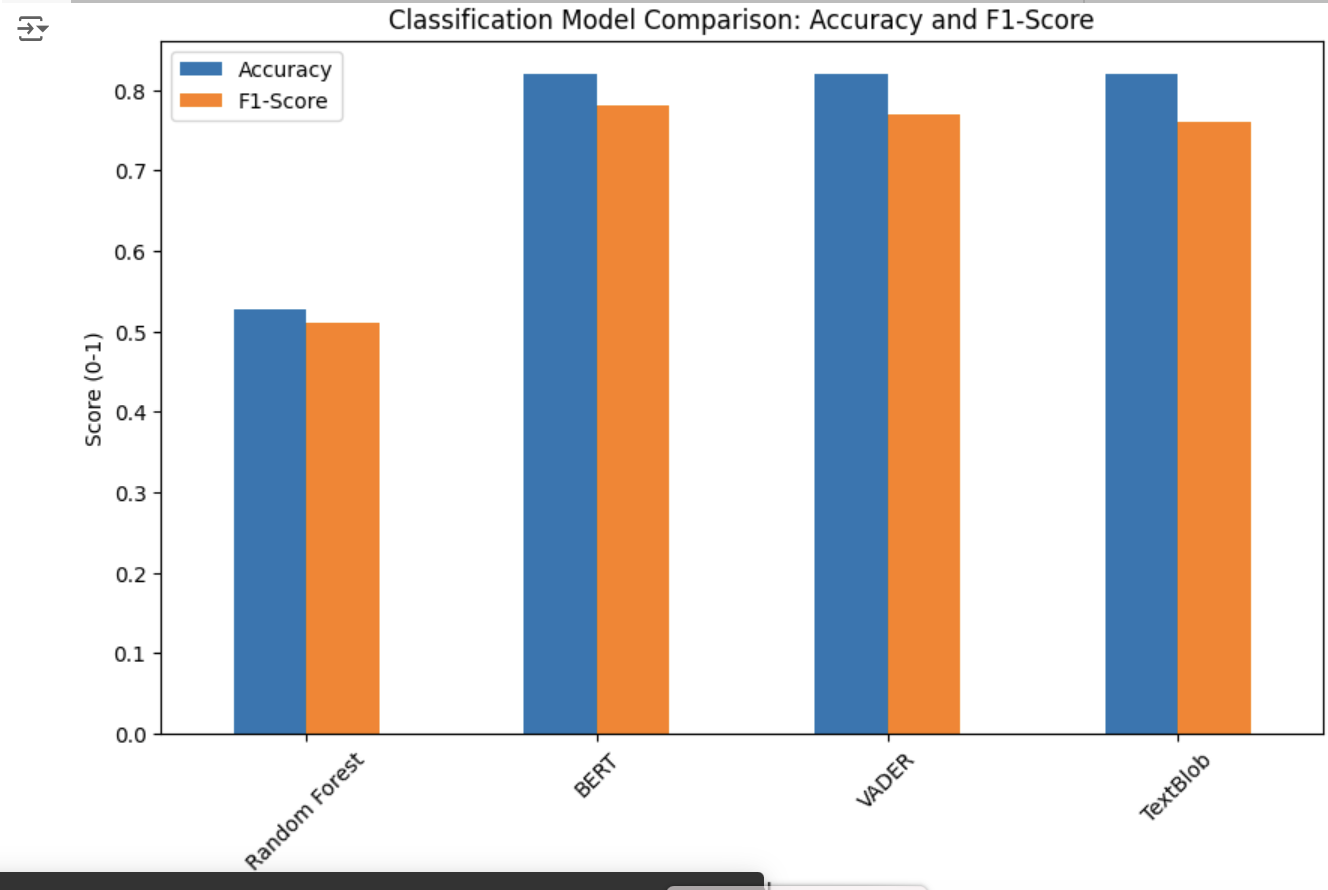 Classification Model Comparison: Accuracy and F1-Score
Accuracy
F1-Score
0.8
0.7
0.6
0.5
0.4
0.3
0.2
0.1
0.0
Score (0-1)
Random Forest
BERT
VADER
TextBlob